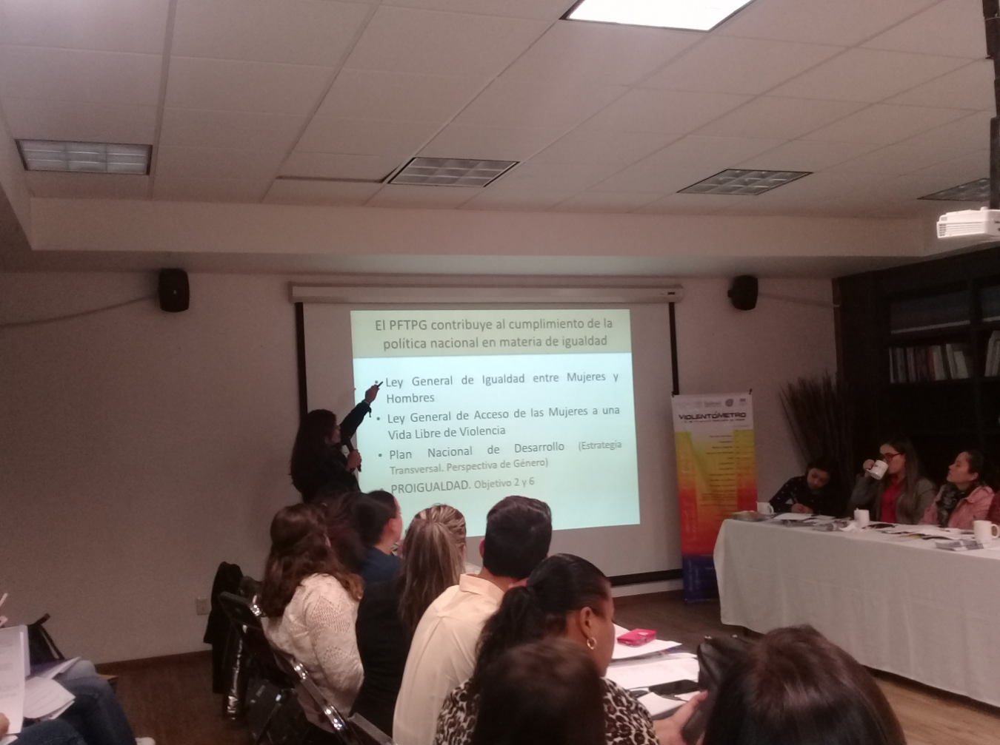 El PFTPG contribuye al cumplimiento de la
política nacional en materia de igualdad
• Ley General de Igualdad entre Mujeres y
Hombres
• Ley General de Acceso de las Mujeres a una
Vida Libre de Violencia
• Plan Nacional de Desarrollo (Estrategia
Transversal. Perspectiva de Género)
PROIGUALDAD. Objetivo 2 y 6
VIOLENTÓMETRO